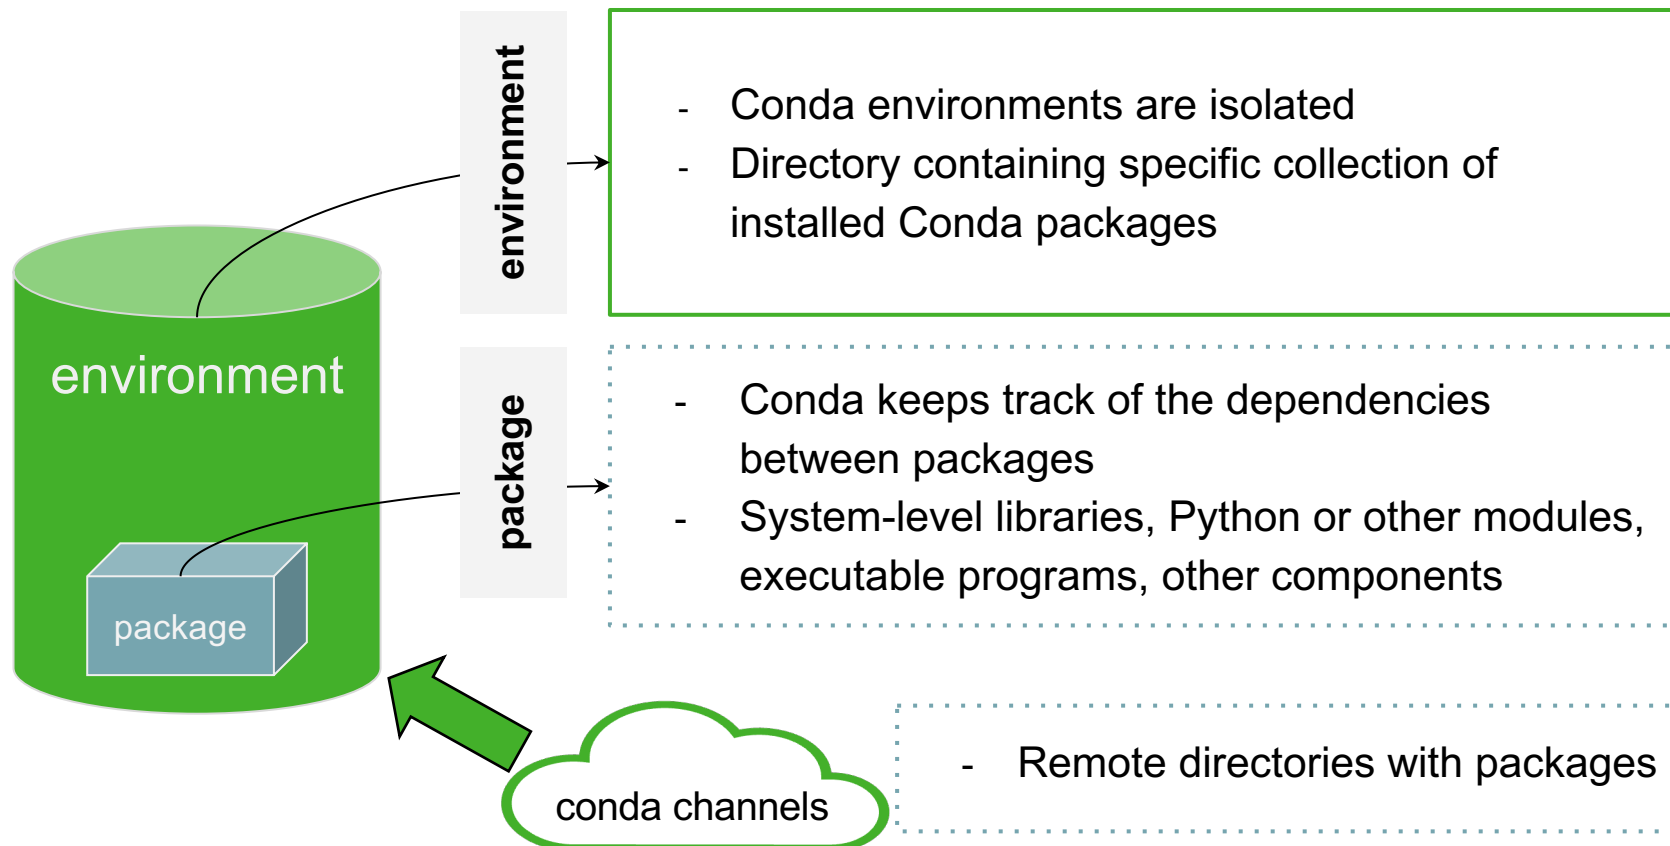 environment
- Conda environments are isolated
- Directory containing specific collection of
installed Conda packages
environment
package
- Conda keeps track of the dependencies
between packages
- System-level libraries, Python or other modules,
executable programs, other components
package
conda channels
- Remote directories with packages